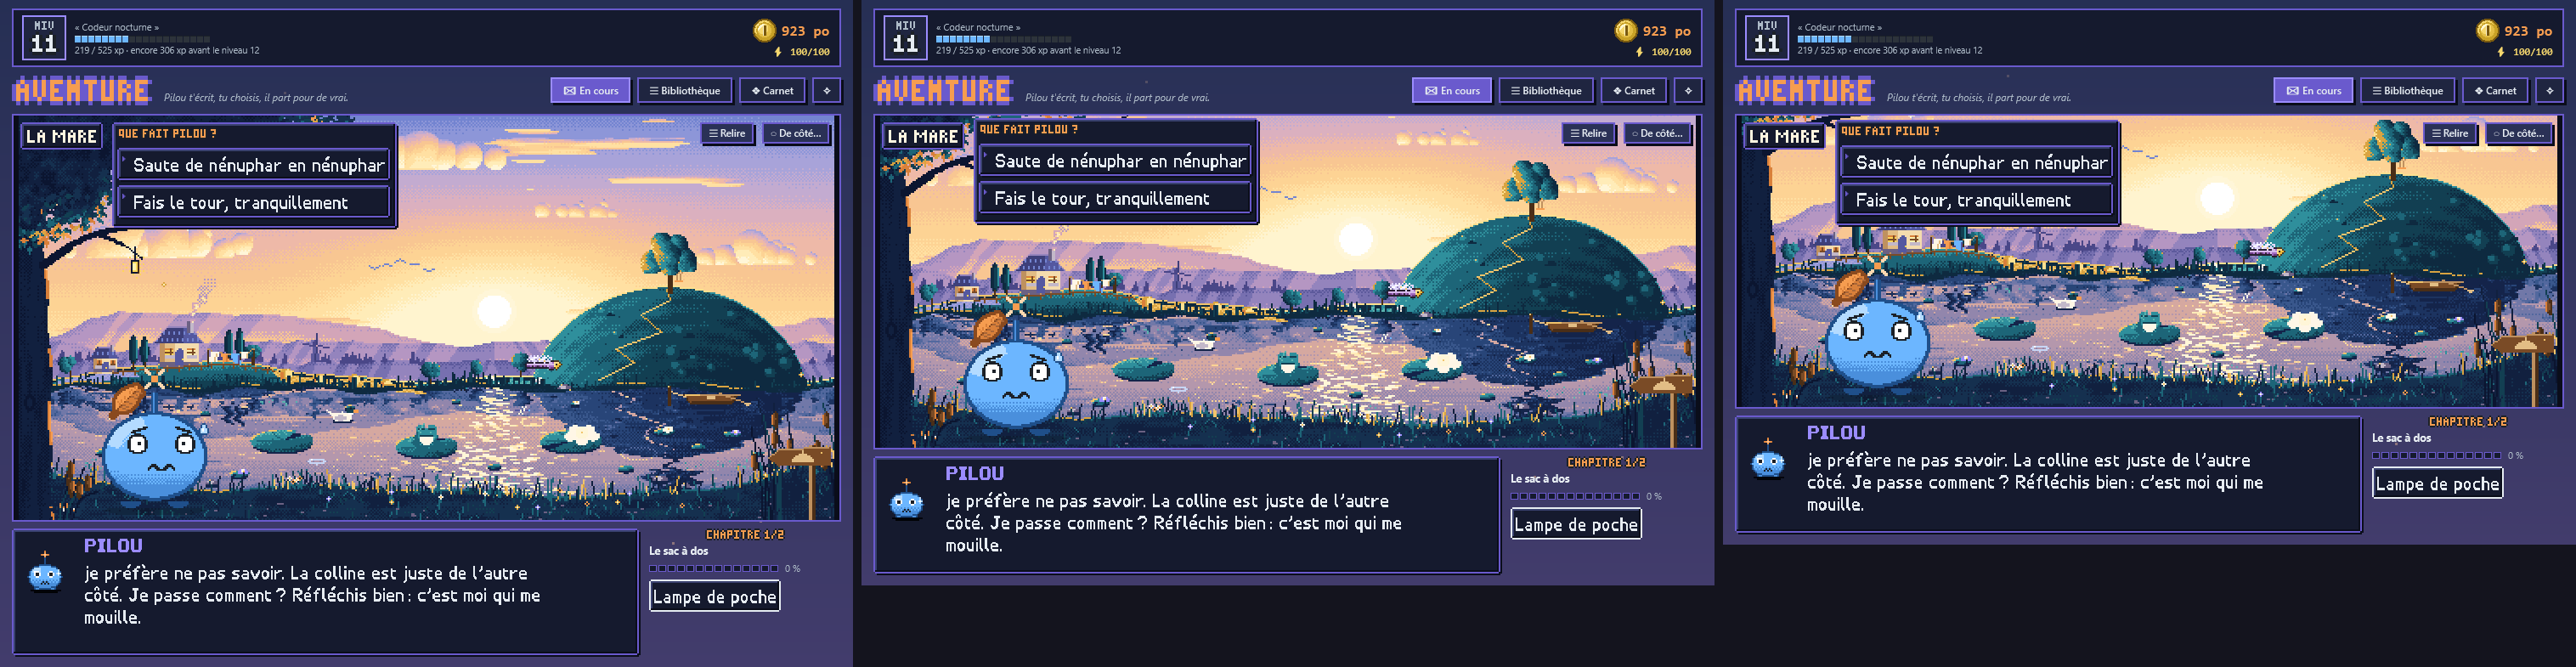 NIV
11
« Codeur nocturne »
219 / 525 xp · encore 306 xp avant le niveau 12
923 po
100/100
AVENTURE
Pilou t'écrit, tu choisis, il part pour de vrai.
En cours
Bibliothèque
Carnet
LA MARE
QUE FAIT PILOU ?
Saute de nénuphar en nénuphar
Fais le tour, tranquillement
Relire
De côté...
PILOU
je préfère ne pas savoir. La colline est juste de l'autre
côté. Je passe comment ? Réfléchis bien : c'est moi qui me
mouille.
CHAPITRE 1/2
Le sac à dos
0 %
Lampe de poche
NIV
11
« Codeur nocturne »
219 / 525 xp · encore 306 xp avant le niveau 12
923 po
100/100
AVENTURE
Pilou t'écrit, tu choisis, il part pour de vrai.
En cours
Bibliothèque
Carnet
LA MARE
QUE FAIT PILOU ?
Saute de nénuphar en nénuphar
Fais le tour, tranquillement
Relire
De côté...
PILOU
je préfère ne pas savoir. La colline est juste de l'autre
côté. Je passe comment ? Réfléchis bien : c'est moi qui me
mouille.
CHAPITRE 1/2
Le sac à dos
0 %
Lampe de poche
NIV
11
« Codeur nocturne »
219 / 525 xp · encore 306 xp avant le niveau 12
923 po
100/100
AVENTURE
Pilou t'écrit, tu choisis, il part pour de vrai.
En cours
Bibliothèque
Carnet
LA MARE
QUE FAIT PILOU ?
Saute de nénuphar en nénuphar
Fais le tour, tranquillement
Relire
De côté...
PILOU
je préfère ne pas savoir. La colline est juste de l'autre
côté. Je passe comment ? Réfléchis bien : c'est moi qui me
mouille.
CHAPITRE 1/2
Le sac à dos
0 %
Lampe de poche